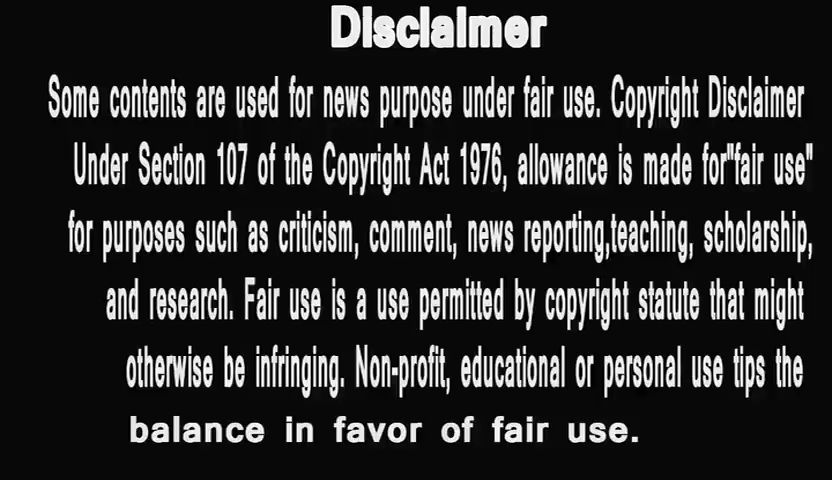 Disclaimer
Some contents are used for news purpose under fair use. Copyright Disclaimer
Under Section 107 of the Copyright Act 1976, allowance is made for"fair use"
for purposes such as criticism, comment, news reporting,teaching, scholarship,
and research. Fair use is a use permitted by copyright statute that might
otherwise be infringing. Non-profit, educational or personal use tips the
balance in favor of fair use.